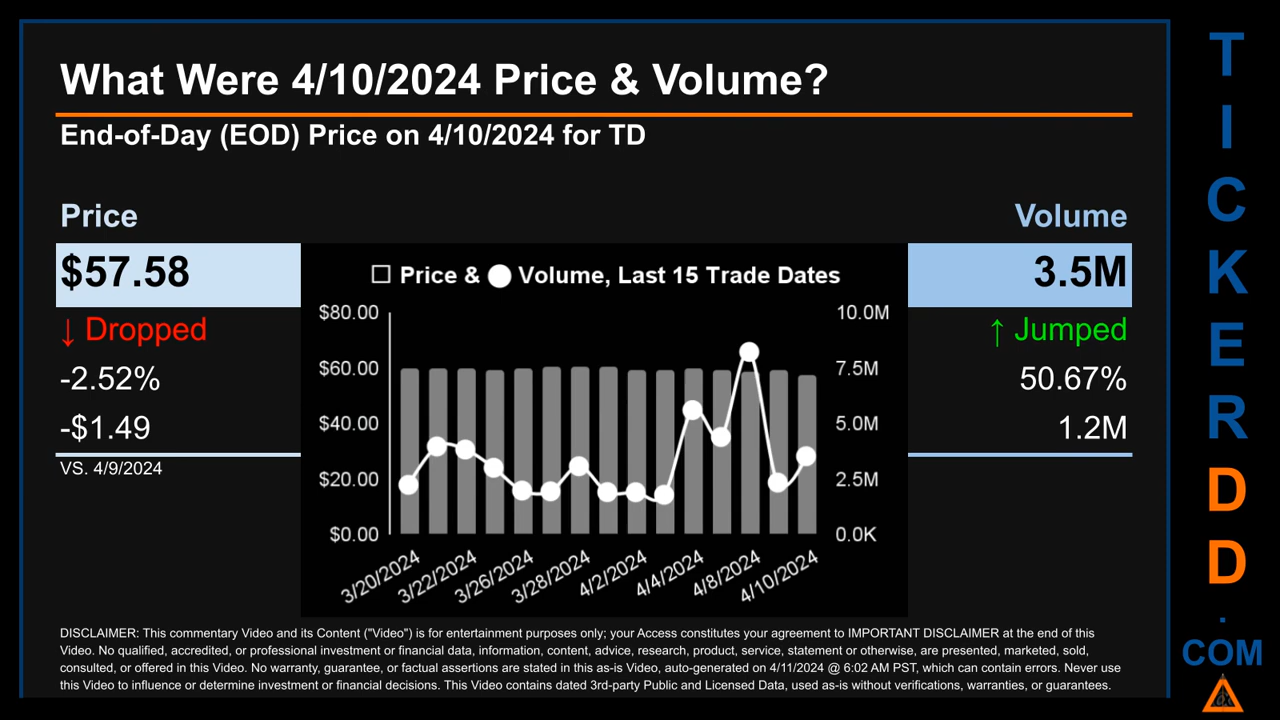 What Were 4/10/2024 Price & Volume?
End-of-Day (EOD) Price on 4/10/2024 for TD
Price
$57.58
↓ Dropped
-2.52%
-$1.49
VS. 4/9/2024
Price & Volume, Last 15 Trade Dates
$80.00
$60.00
$40.00
$20.00
$0.00
10.0M
7.5M
5.0M
2.5M
0.0K
3/20/2024
3/22/2024
3/26/2024
3/28/2024
4/2/2024
4/4/2024
4/8/2024
4/10/2024
Volume
3.5M
↑ Jumped
50.67%
1.2M
DISCLAIMER: This commentary Video and its Content ("Video") is for entertainment purposes only; your Access constitutes your agreement to IMPORTANT DISCLAIMER at the end of this
Video. No qualified, accredited, or professional investment or financial data, information, content, advice, research, product, service, statement or otherwise, are presented, marketed, sold,
consulted, or offered in this Video. No warranty, guarantee, or factual assertions are stated in this as-is Video, auto-generated on 4/11/2024 @ 6:02 AM PST, which can contain errors. Never use
this Video to influence or determine investment or financial decisions. This Video contains dated 3rd-party Public and Licensed Data, used as-is without verifications, warranties, or guarantees.
T
I
C
K
E
R
D
D
.
COM